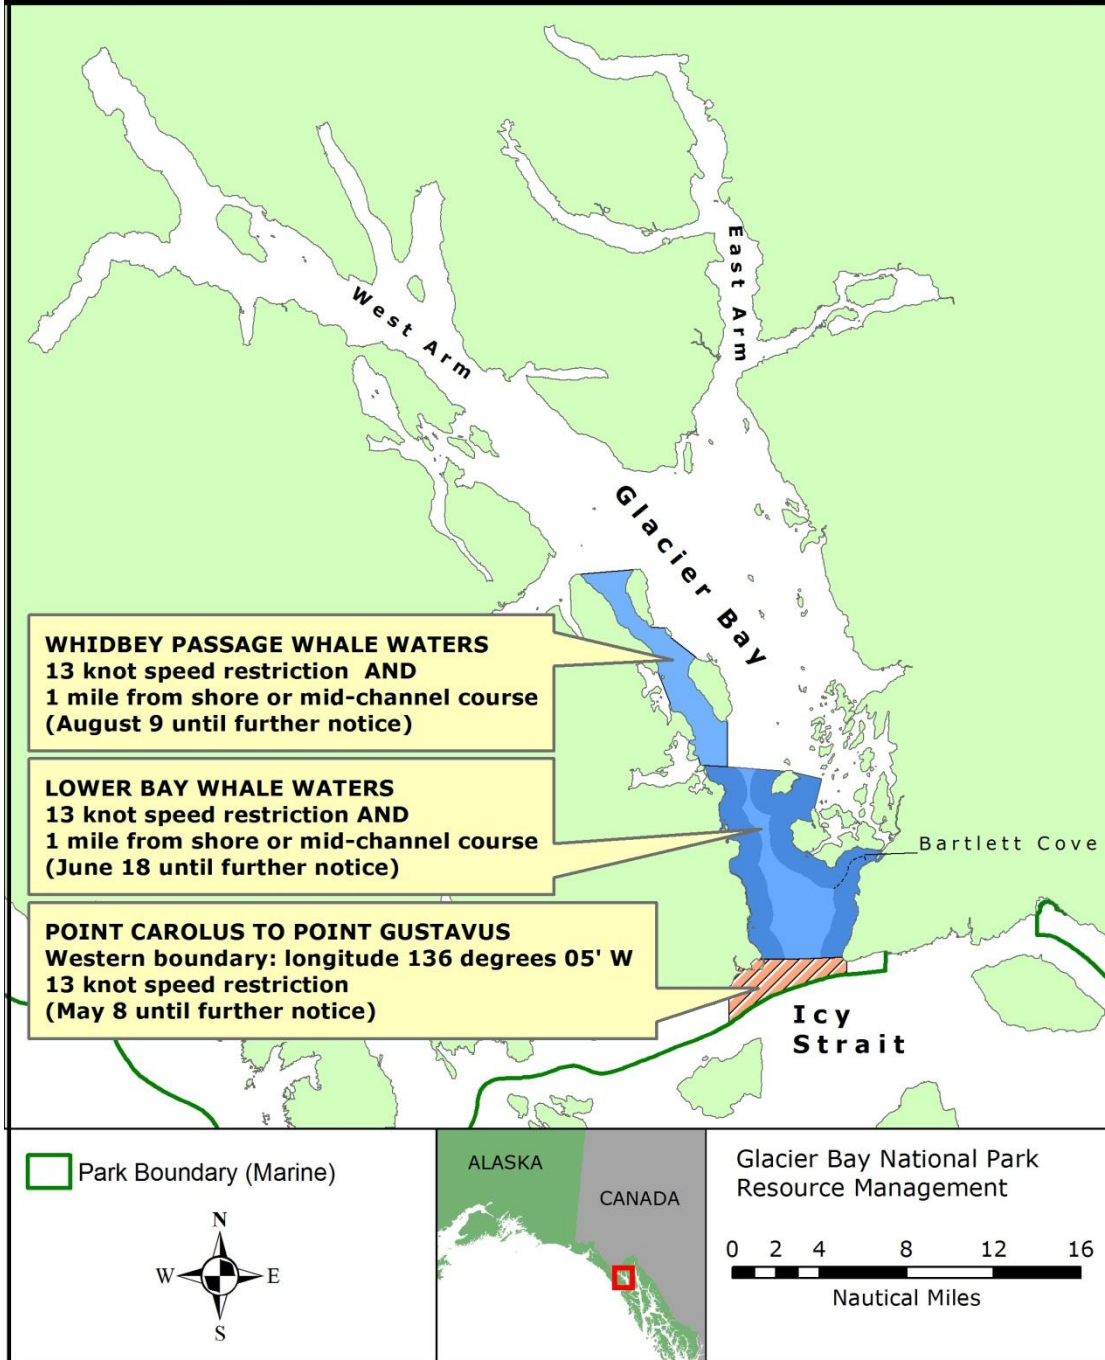 East Arm
West Arm
Glacier Bay
WHIDBEY PASSAGE WHALE WATERS
13 knot speed restriction AND
1 mile from shore or mid-channel course
(August 9 until further notice)
LOWER BAY WHALE WATERS
13 knot speed restriction AND
1 mile from shore or mid-channel course
(June 18 until further notice)
Bartlett Cove
POINT CAROLUS TO POINT GUSTAVUS
Western boundary: longitude 136 degrees 05' W
13 knot speed restriction
(May 8 until further notice)
Icy
Strait
Park Boundary (Marine)
N
W E
S
ALASKA
CANADA
Glacier Bay National Park
Resource Management
0 2 4 8 12 16
Nautical Miles